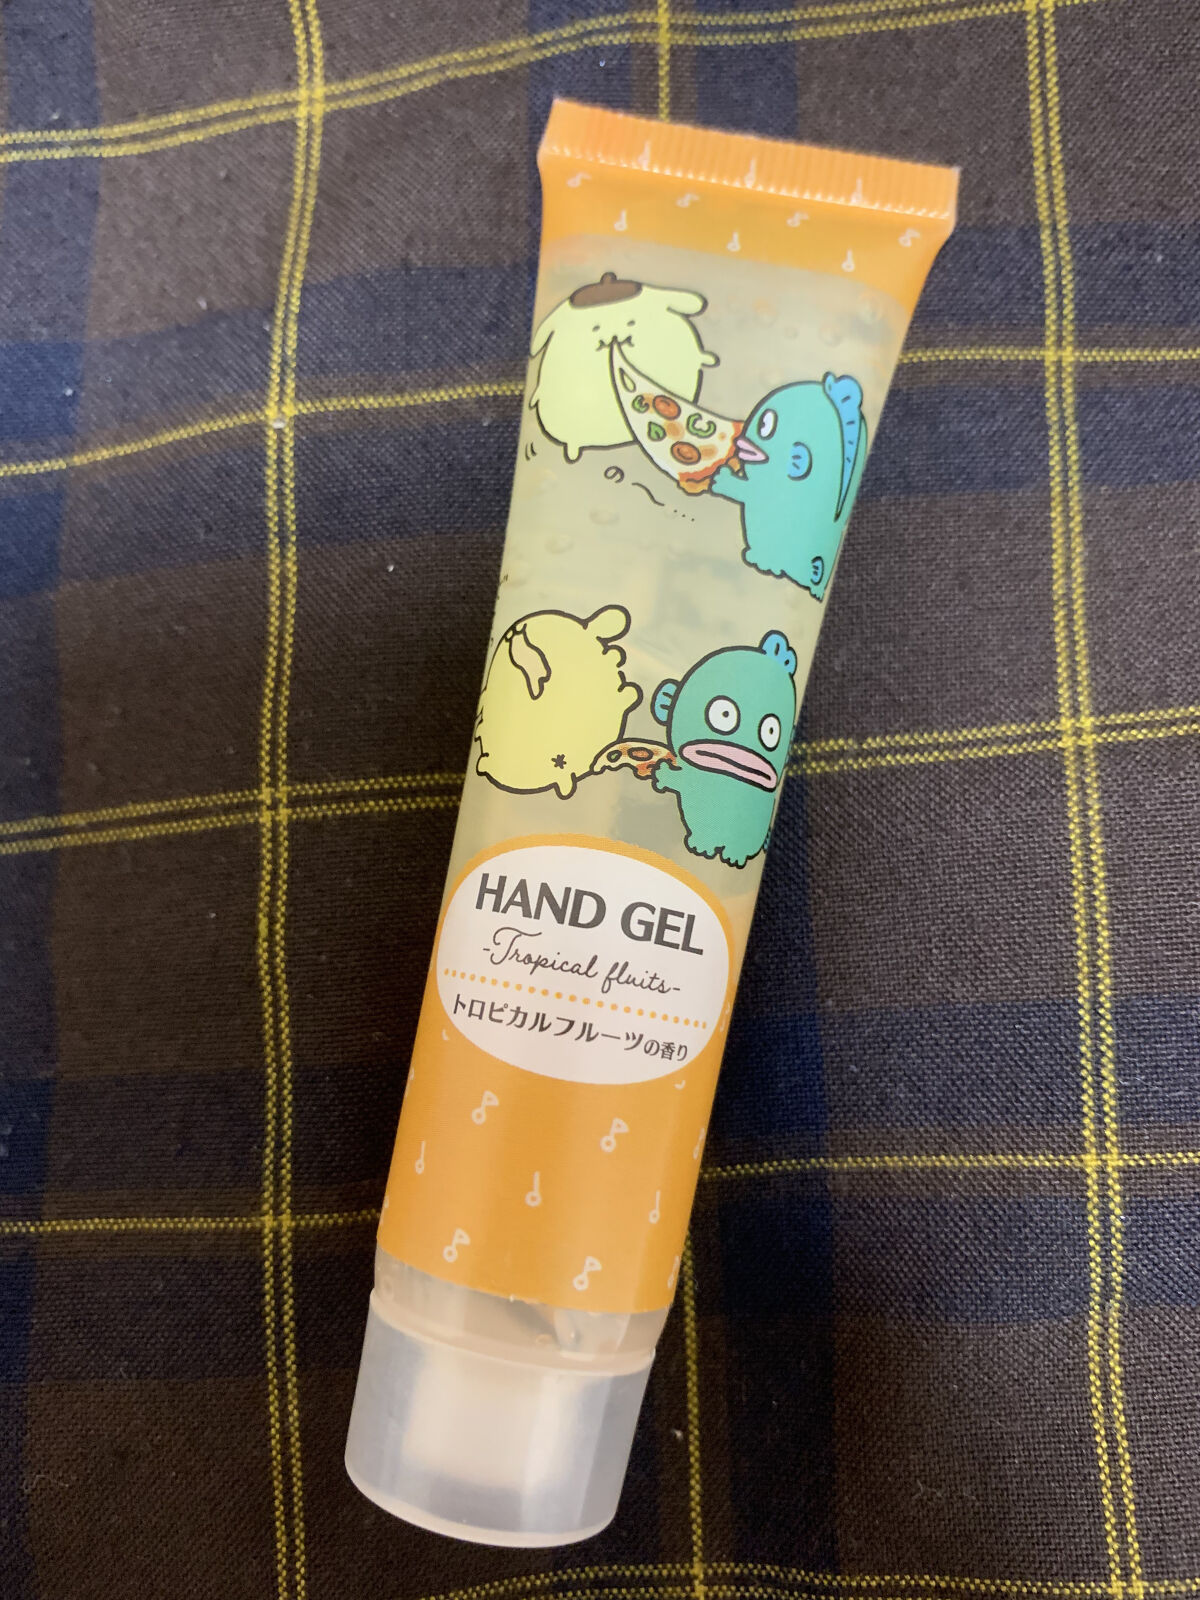 の〜…
HAND GEL
-Tropical fluits-
トロピカルフルーツの香り